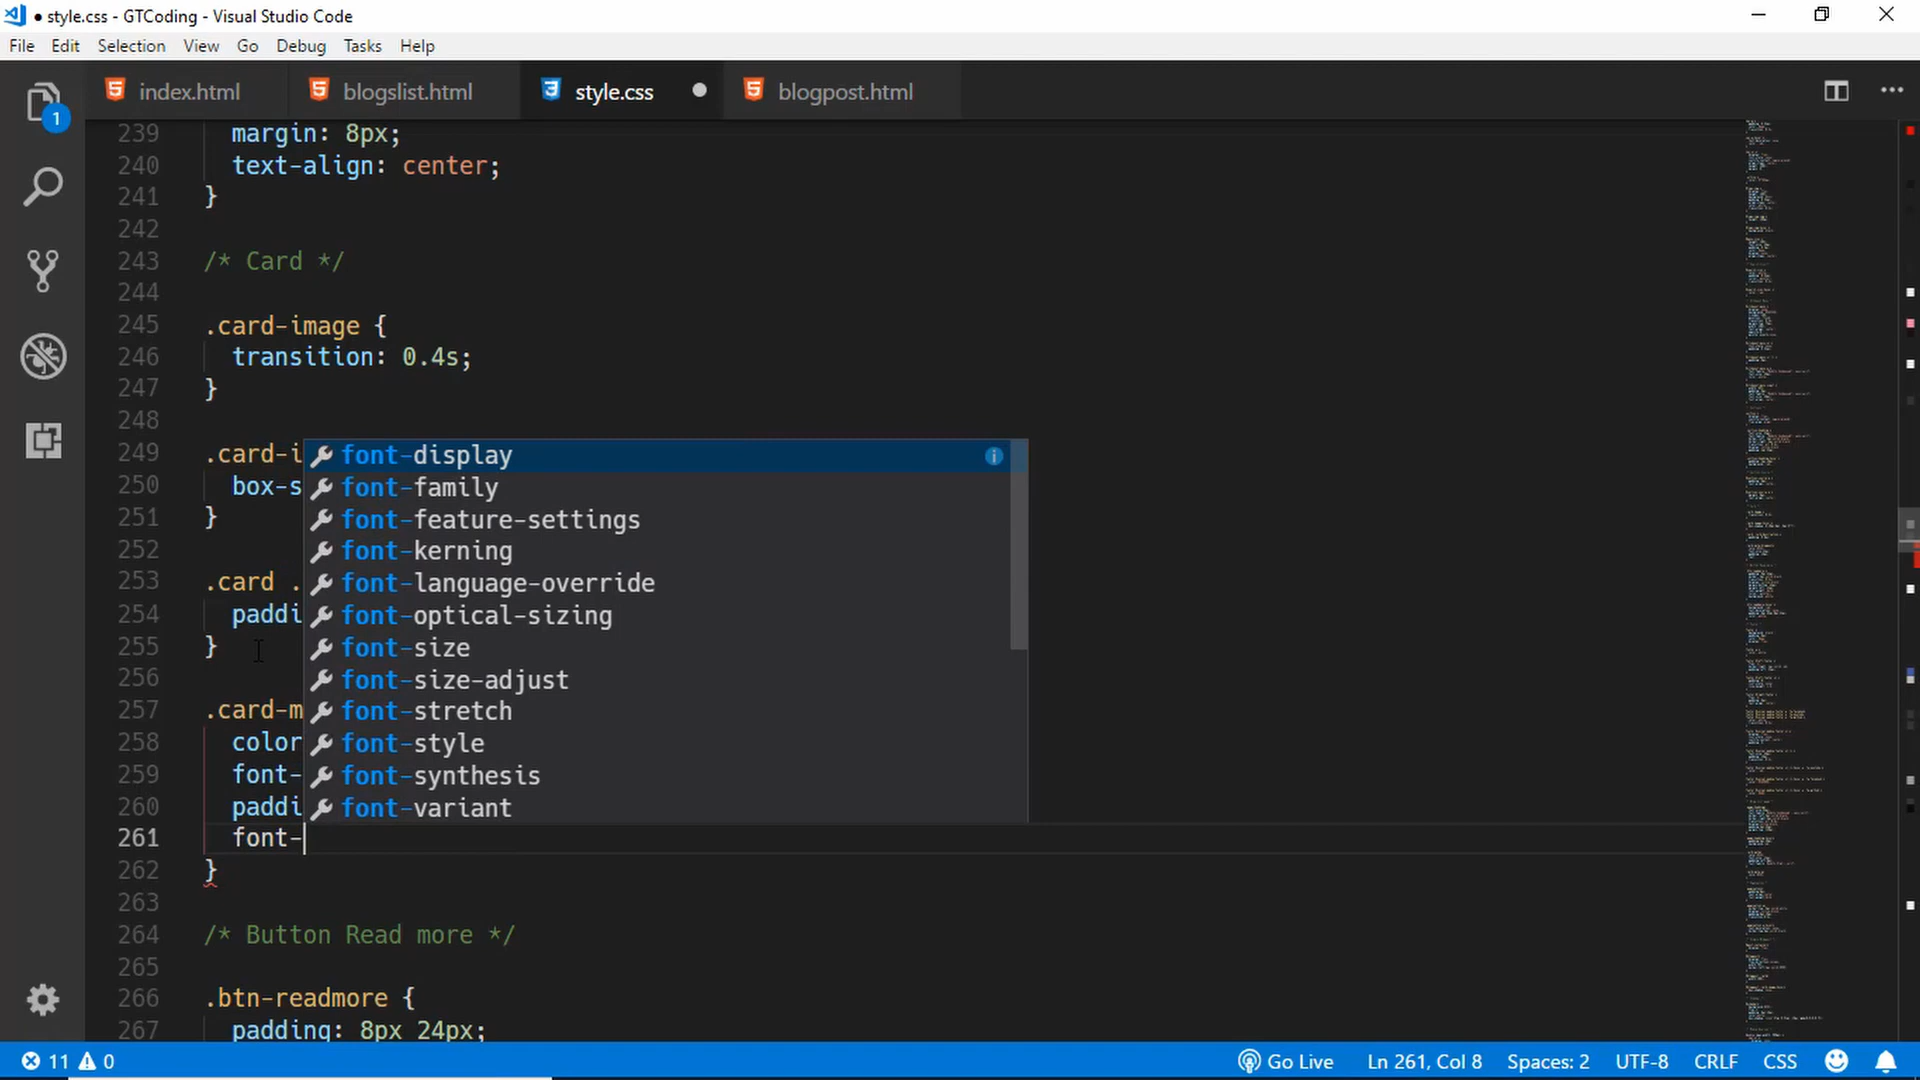 style.css - GTCoding - Visual Studio Code
File Edit Selection View Go Debug Tasks Help
1
index.html blogslist.html style.css blogpost.html
239 margin: 8px;
240 text-align: center;
241 }
242
243 /* Card */
244
245 .card-image {
246 transition: 0.4s;
247 }
248
249 .card-i
250 box-s
251 }
252
253 .card .
254 paddi
255 }
256
257 .card-m
258 color
259 font-
260 paddi
261 font-
262 }
263
264 /* Button Read more */
265
266 .btn-readmore {
267 padding: 8px 24px;
font-display
font-family
font-feature-settings
font-kerning
font-language-override
font-optical-sizing
font-size
font-size-adjust
font-stretch
font-style
font-synthesis
font-variant
11 0 Go Live Ln 261, Col 8 Spaces: 2 UTF-8 CRLF CSS